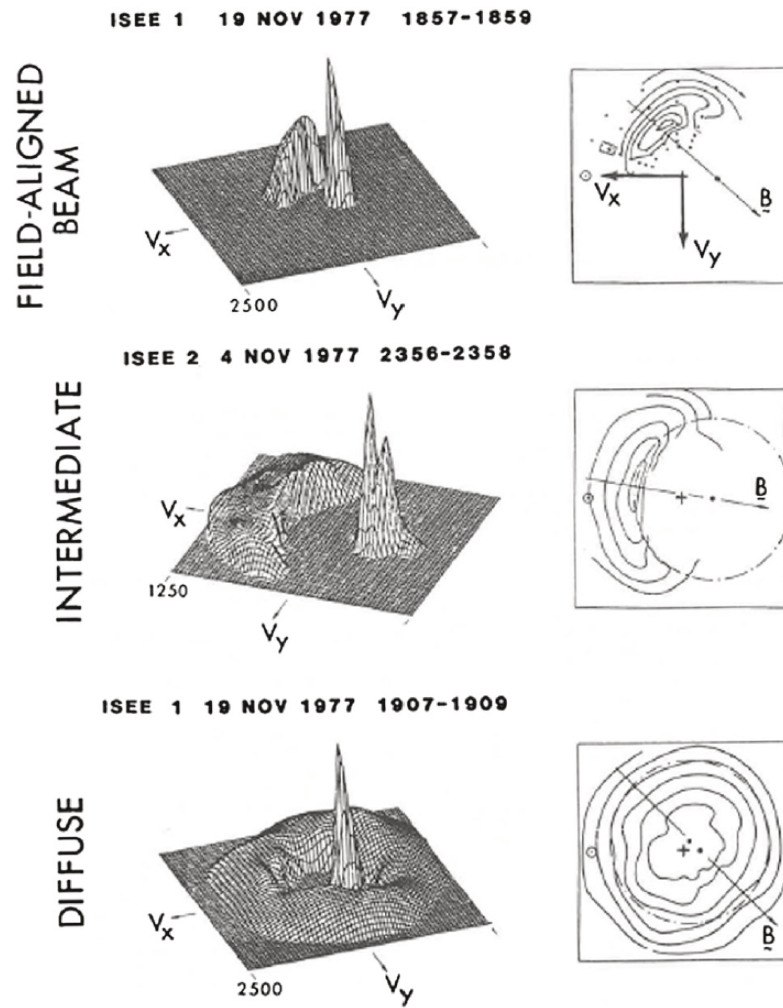 ISEE 1 19 NOV 1977 1857-1859
FIELD-ALIGNED
BEAM
Vx
2500
Vy
Vx
Vy
B
ISEE 2 4 NOV 1977 2356-2358
INTERMEDIATE
Vx
1250
Vy
B
ISEE 1 19 NOV 1977 1907-1909
DIFFUSE
Vx
2500
Vy
B